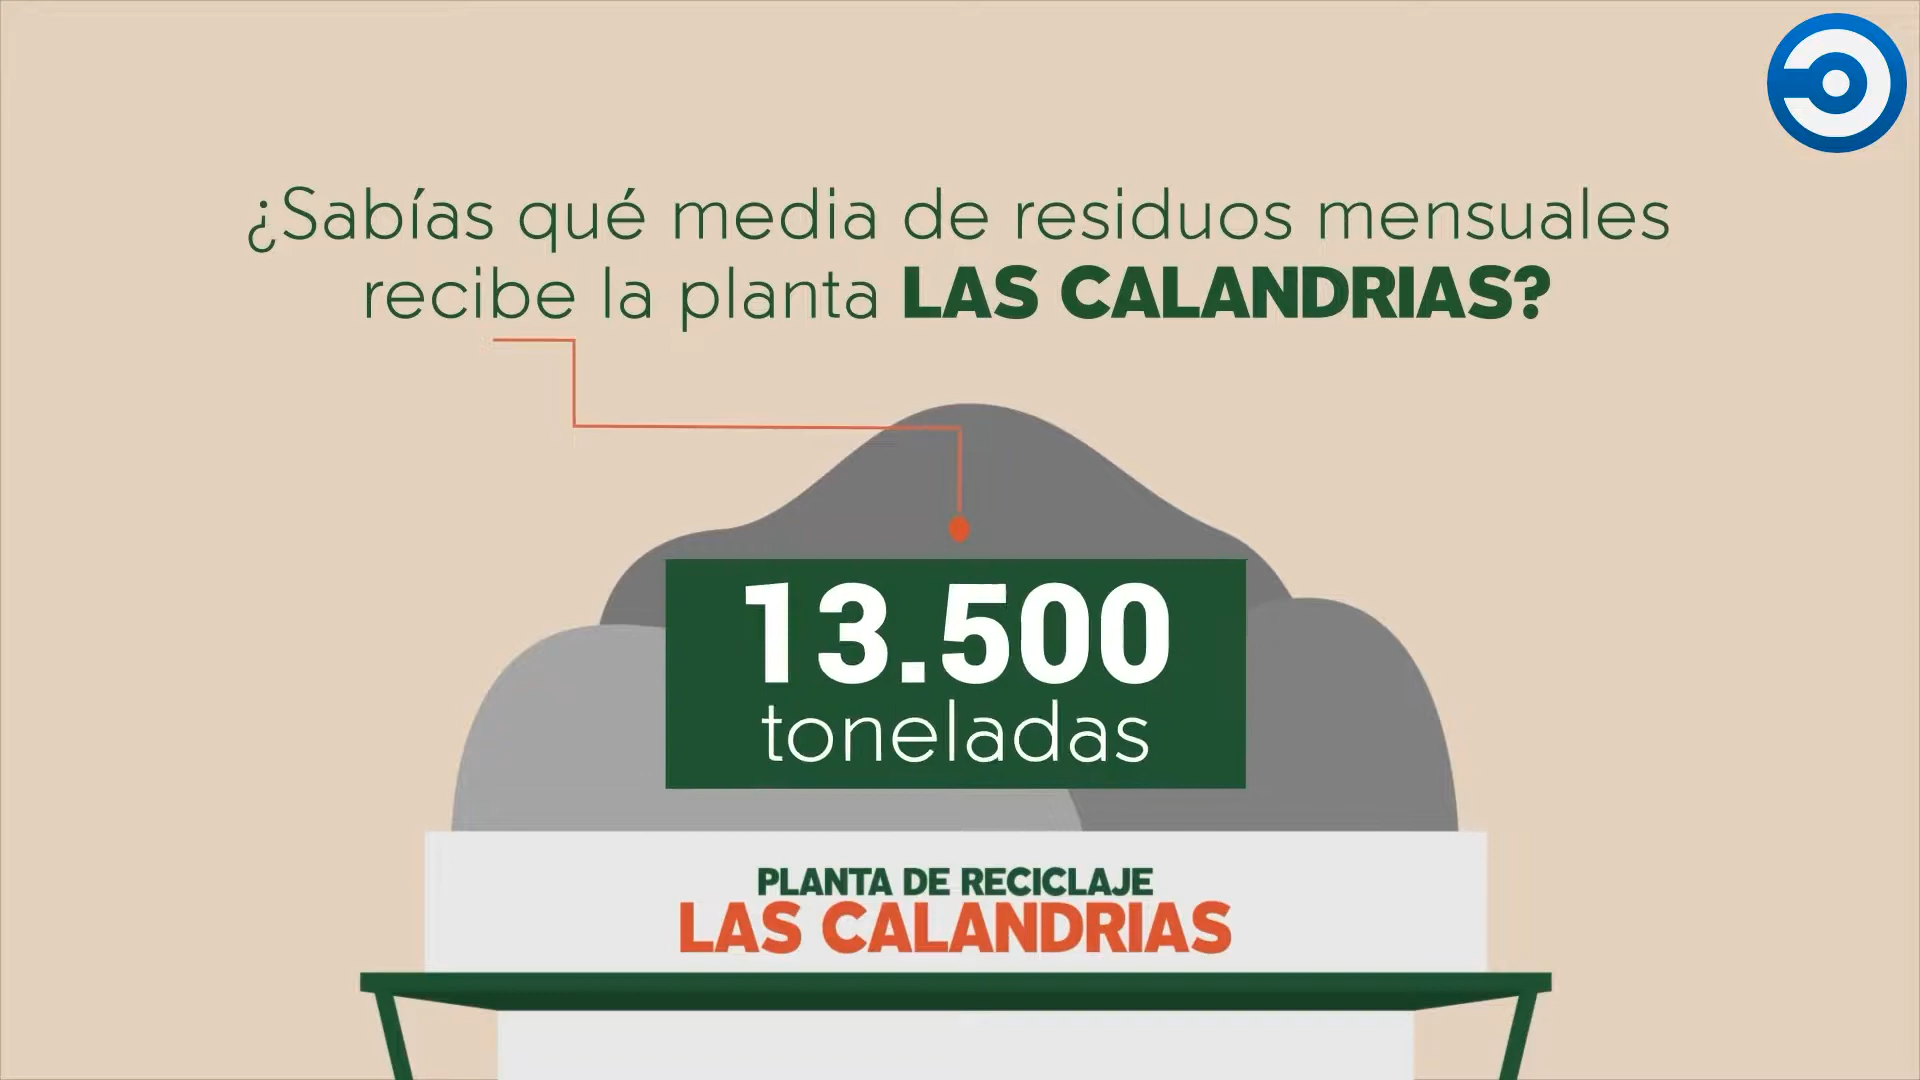 ¿Sabías qué media de residuos mensuales
recibe la planta LAS CALANDRIAS?
13.500
toneladas
PLANTA DE RECICLAJE
LAS CALANDRIAS